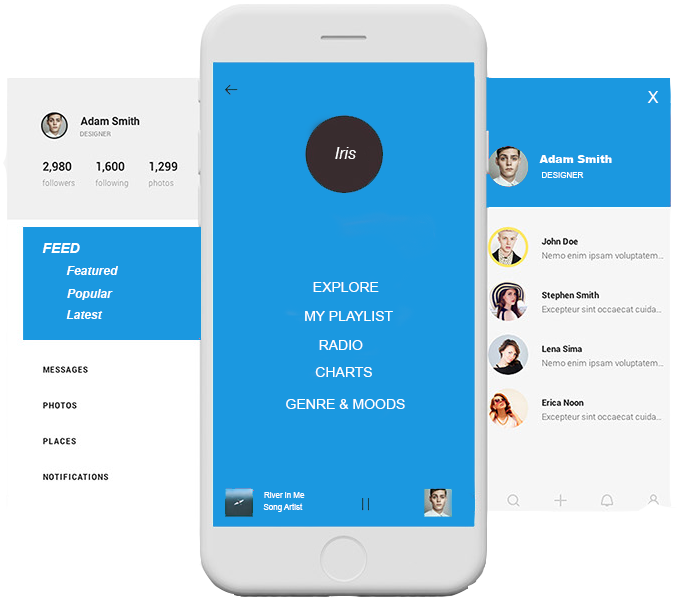 Adam Smith
DESIGNER
2,980 1,600 1,299
followers following photos
FEED
Featured
Popular
Latest
MESSAGES
PHOTOS
PLACES
NOTIFICATIONS
Iris
EXPLORE
MY PLAYLIST
RADIO
CHARTS
GENRE & MOODS
River In Me
Song Artist
X
Adam Smith
DESIGNER
John Doe
Nemo enim ipsam voluptatem...
Stephen Smith
Excepteur sint occaecat cuida...
Lena Sima
Nemo enim ipsam voluptatem...
Erica Noon
Excepteur sint occaecat cuida...